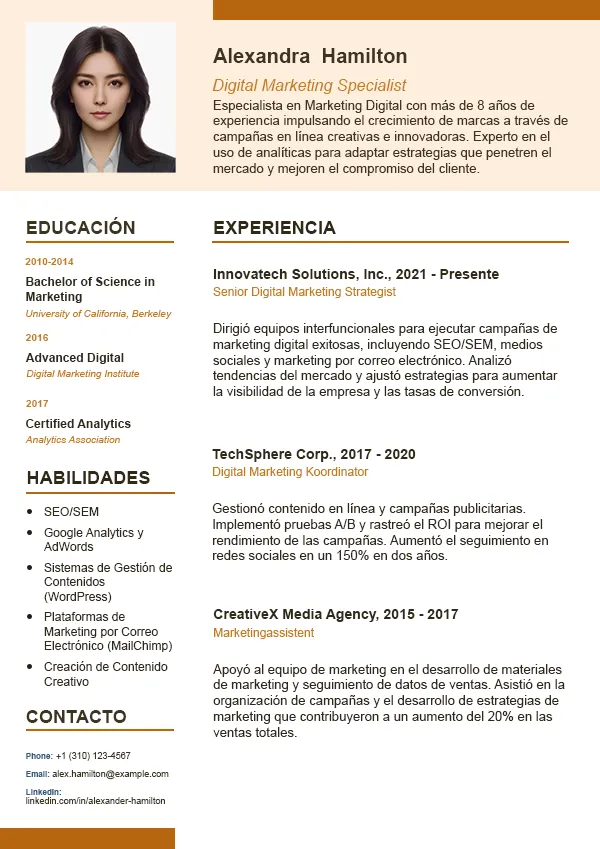 Alexandra Hamilton
Digital Marketing Specialist
Especialista en Marketing Digital con más de 8 años de
experiencia impulsando el crecimiento de marcas a través de
campañas en línea creativas e innovadoras. Experto en el
uso de analíticas para adaptar estrategias que penetren el
mercado y mejoren el compromiso del cliente.
EDUCACIÓN
2010-2014
Bachelor of Science in
Marketing
University of California, Berkeley
2016
Advanced Digital
Digital Marketing Institute
2017
Certified Analytics
Analytics Association
HABILIDADES
• SEO/SEM
• Google Analytics y
AdWords
• Sistemas de Gestión de
Contenidos
(WordPress)
• Plataformas de
Marketing por Correo
Electrónico (MailChimp)
• Creación de Contenido
Creativo
CONTACTO
Phone: +1 (310) 123-4567
Email: alex.hamilton@example.com
LinkedIn:
linkedin.com/in/alexander-hamilton
EXPERIENCIA
Innovatech Solutions, Inc., 2021 - Presente
Senior Digital Marketing Strategist
Dirigió equipos interfuncionales para ejecutar campañas de
marketing digital exitosas, incluyendo SEO/SEM, medios
sociales y marketing por correo electrónico. Analizó
tendencias del mercado y ajustó estrategias para aumentar
la visibilidad de la empresa y las tasas de conversión.
TechSphere Corp., 2017 - 2020
Digital Marketing Koordinator
Gestionó contenido en línea y campañas publicitarias.
Implementó pruebas A/B y rastreó el ROI para mejorar el
rendimiento de las campañas. Aumentó el seguimiento en
redes sociales en un 150% en dos años.
CreativeX Media Agency, 2015 - 2017
Marketingassistent
Apoyó al equipo de marketing en el desarrollo de materiales
de marketing y seguimiento de datos de ventas. Asistió en la
organización de campañas y el desarrollo de estrategias de
marketing que contribuyeron a un aumento del 20% en las
ventas totales.